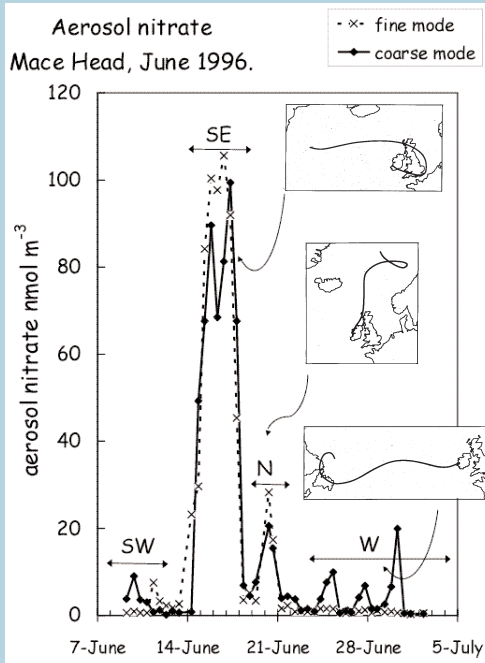 Aerosol nitrate
Mace Head, June 1996.
fine mode
coarse mode
aerosol nitrate nmol m⁻³
120
100
80
60
40
20
0
SE
N
SW
W
7-June 14-June 21-June 28-June 5-July